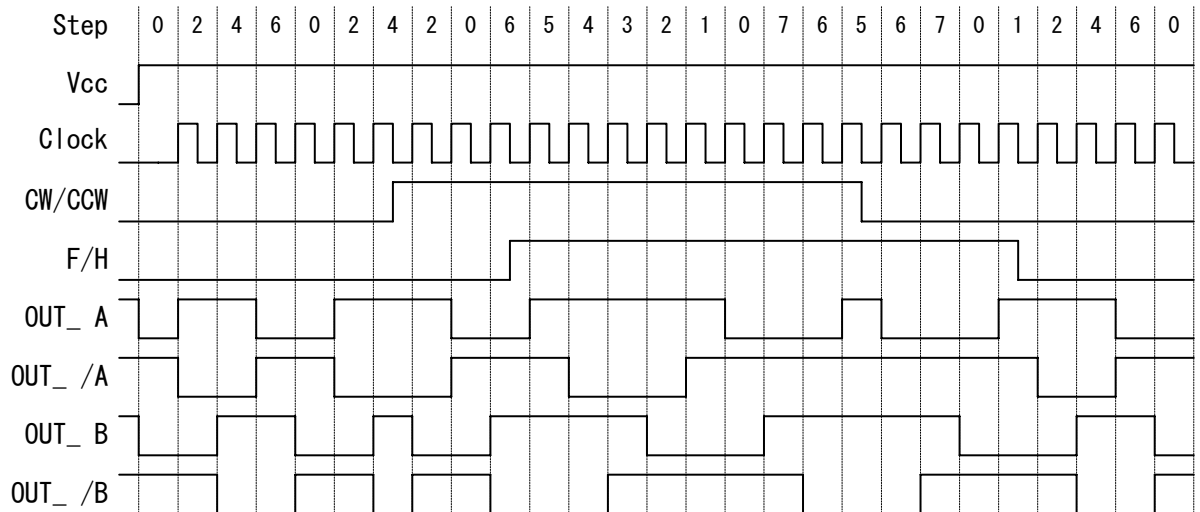 Step 0 2 4 6 0 2 4 2 0 6 5 4 3 2 1 0 7 6 5 6 7 0 1 2 4 6 0
Vcc
Clock
CW/CCW
F/H
OUT_ A
OUT_ /A
OUT_ B
OUT_ /B